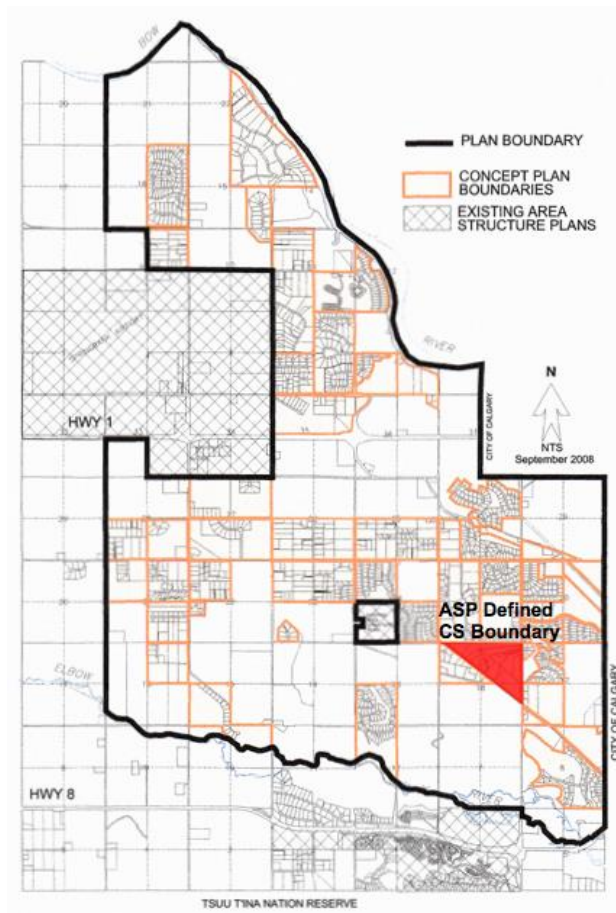 BOW
PLAN BOUNDARY
CONCEPT PLAN
BOUNDARIES
EXISTING AREA
STRUCTURE PLANS
RIVER
HWY 1
CITY OF CALGARY
N
NTS
September 2008
ASP Defined
CS Boundary
ELBOW
CITY OF CALGARY
HWY 8
TSUU T'INA NATION RESERVE